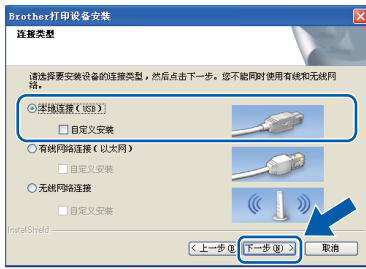 Brother打印设备安装
连接类型
请选择要安装设备的连接类型，然后点击下一步。您不能同时使用有线和无线网
络。
本地连接（USB）
自定义安装
有线网络连接（以太网）
自定义安装
无线网络连接
自定义安装
InstallShield
< 上一步(B) 下一步(N) > 取消